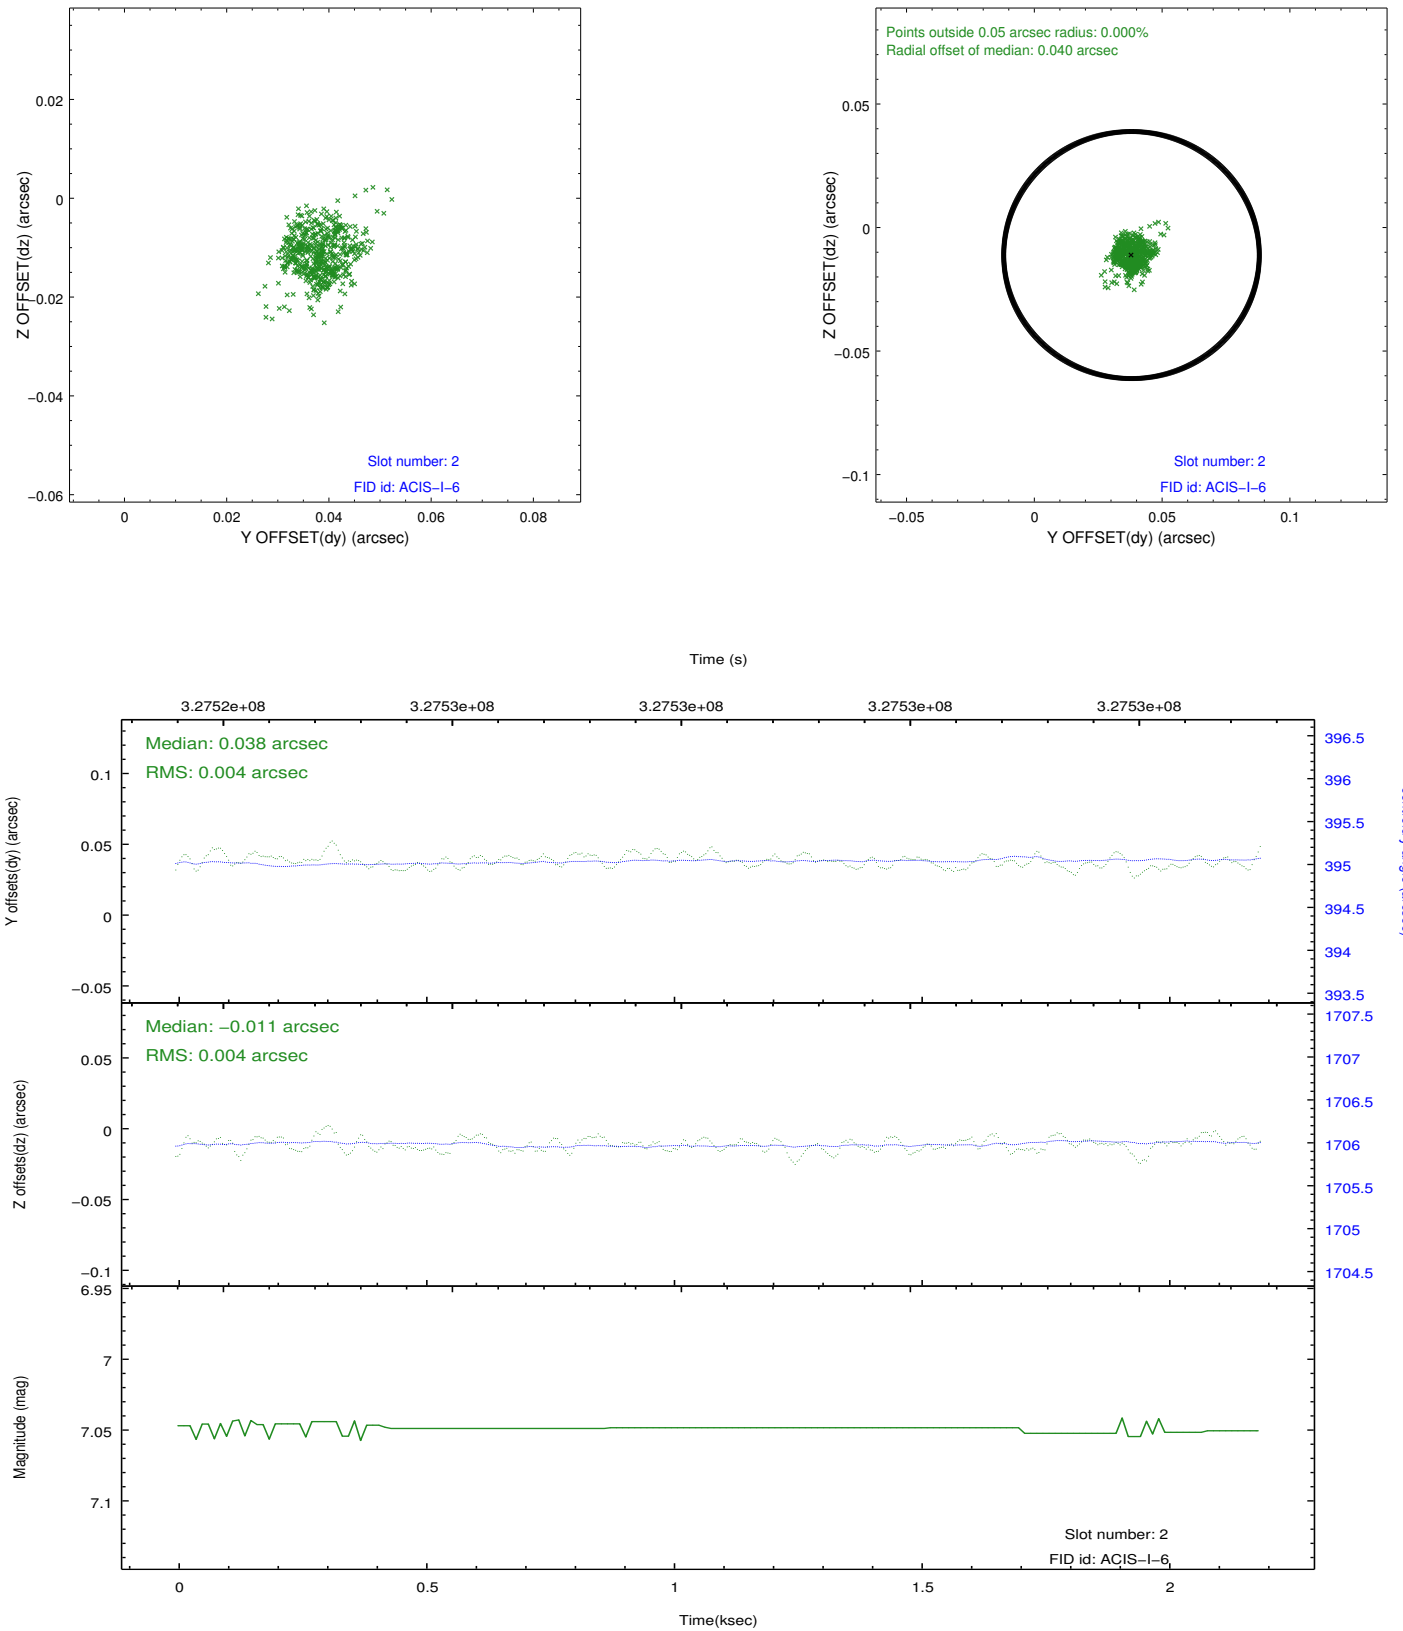 0.02
0
−0.02
−0.04
−0.06
Z OFFSET(dz) (arcsec)
Slot number: 2
FID id: ACIS−I−6
0
0.02
0.04
0.06
0.08
Y OFFSET(dy) (arcsec)
Points outside 0.05 arcsec radius: 0.000%
Radial offset of median: 0.040 arcsec
0.05
0
−0.05
−0.1
Z OFFSET(dz) (arcsec)
Slot number: 2
FID id: ACIS−I−6
−0.05
0
0.05
0.1
Y OFFSET(dy) (arcsec)
Time (s)
3.2752e+08
3.2753e+08
3.2753e+08
3.2753e+08
3.2753e+08
Median: 0.038 arcsec
RMS: 0.004 arcsec
0.1
0.05
0
−0.05
Y offsets(dy) (arcsec)
396.5
396
395.5
395
394.5
394
393.5
Median: −0.011 arcsec
RMS: 0.004 arcsec
0.05
0
−0.05
−0.1
Z offsets(dz) (arcsec)
1707.5
1707
1706.5
1706
1705.5
1705
1704.5
6.95
7
7.05
7.1
Magnitude (mag)
Slot number: 2
FID id: ACIS−I−6
0
0.5
1
1.5
2
Time(ksec)